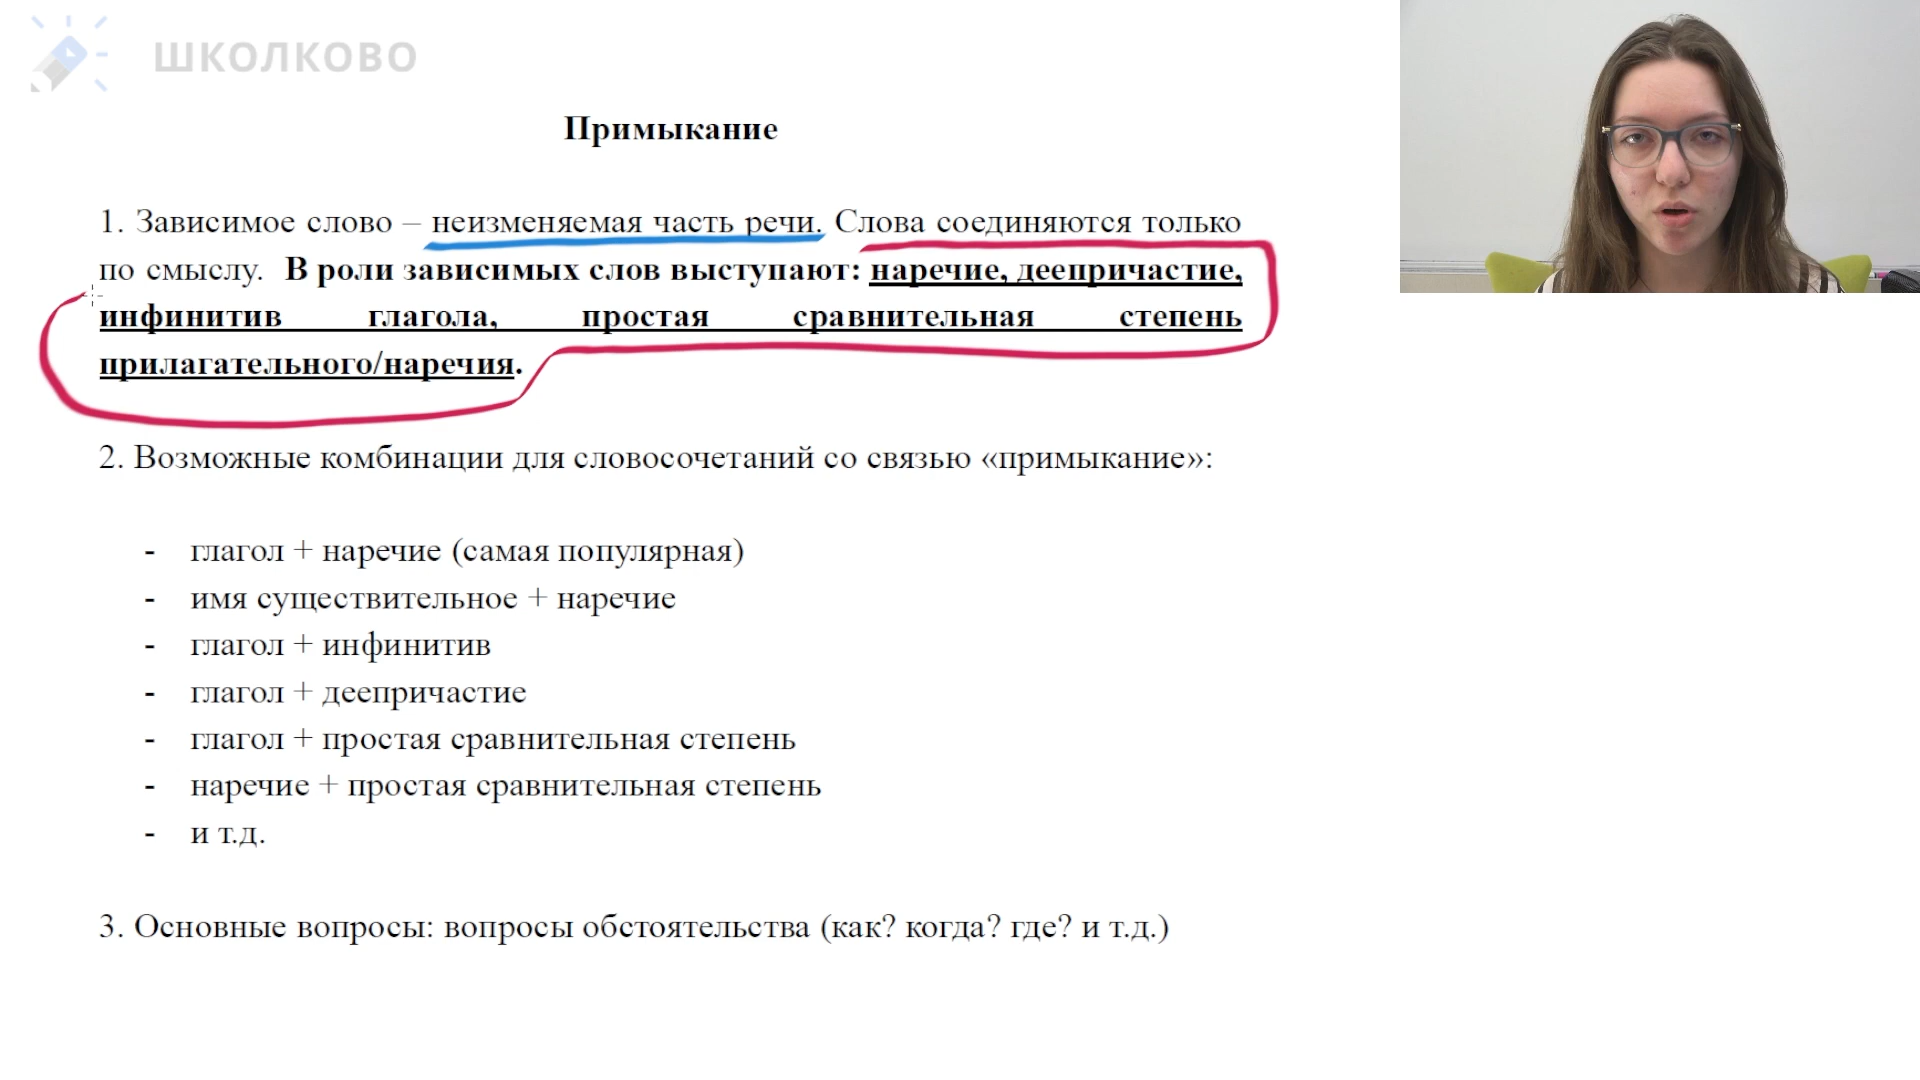 ШКОЛКОВО
Примыкание
1. Зависимое слово – неизменяемая часть речи. Слова соединяются только
по смыслу. В роли зависимых слов выступают: наречие, деепричастие,
инфинитив глагола, простая сравнительная степень
прилагательного/наречия.
2. Возможные комбинации для словосочетаний со связью «примыкание»:
- глагол + наречие (самая популярная)
- имя существительное + наречие
- глагол + инфинитив
- глагол + деепричастие
- глагол + простая сравнительная степень
- наречие + простая сравнительная степень
- и т.д.
3. Основные вопросы: вопросы обстоятельства (как? когда? где? и т.д.)